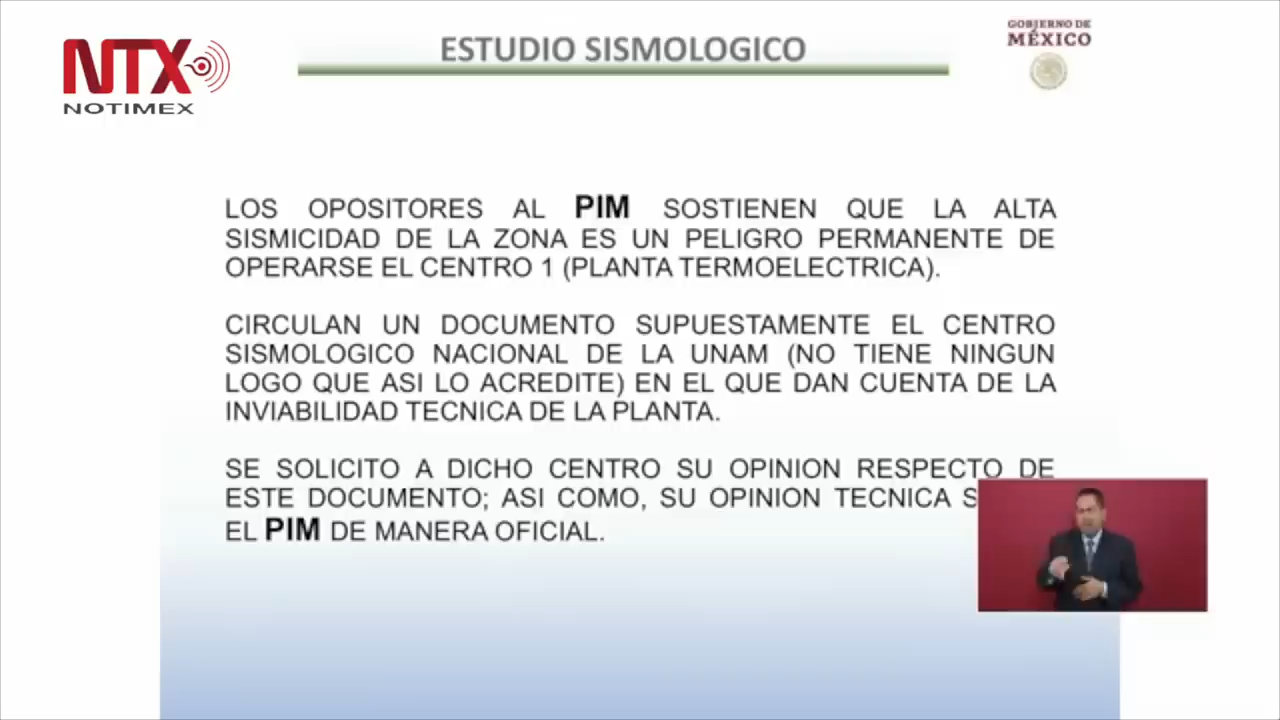 NTX
NOTIMEX
ESTUDIO SISMOLOGICO
GOBIERNO DE
MÉXICO
LOS OPOSITORES AL PIM SOSTIENEN QUE LA ALTA
SISMICIDAD DE LA ZONA ES UN PELIGRO PERMANENTE DE
OPERARSE EL CENTRO 1 (PLANTA TERMOELECTRICA).
CIRCULAN UN DOCUMENTO SUPUESTAMENTE EL CENTRO
SISMOLOGICO NACIONAL DE LA UNAM (NO TIENE NINGUN
LOGO QUE ASI LO ACREDITE) EN EL QUE DAN CUENTA DE LA
INVIABILIDAD TECNICA DE LA PLANTA.
SE SOLICITO A DICHO CENTRO SU OPINION RESPECTO DE
ESTE DOCUMENTO; ASI COMO, SU OPINION TECNICA
EL PIM DE MANERA OFICIAL.